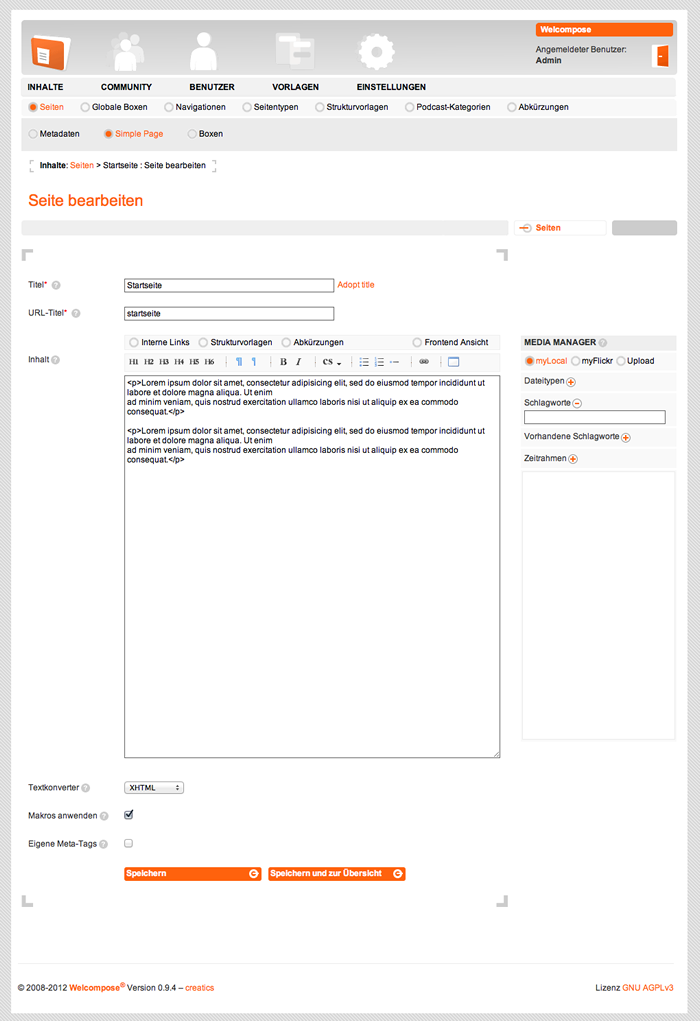 Welcompose
Angemeldeter Benutzer:
Admin
INHALTE COMMUNITY BENUTZER VORLAGEN EINSTELLUNGEN
Seiten Globale Boxen Navigationen Seitentypen Strukturvorlagen Podcast-Kategorien Abkürzungen
Metadaten Simple Page Boxen
Inhalte: Seiten > Startseite : Seite bearbeiten
Seite bearbeiten
Seiten
Titel* ? Startseite Adopt title
URL-Titel* ? startseite
Interne Links Strukturvorlagen Abkürzungen Frontend Ansicht
Inhalt ? H1 H2 H3 H4 H5 H6 ¶ ¶ B I CS
<p>Lorem ipsum dolor sit amet, consectetur adipisicing elit, sed do eiusmod tempor incididunt ut
labore et dolore magna aliqua. Ut enim
ad minim veniam, quis nostrud exercitation ullamco laboris nisi ut aliquip ex ea commodo
consequat.</p>
<p>Lorem ipsum dolor sit amet, consectetur adipisicing elit, sed do eiusmod tempor incididunt ut
labore et dolore magna aliqua. Ut enim
ad minim veniam, quis nostrud exercitation ullamco laboris nisi ut aliquip ex ea commodo
consequat.</p>
MEDIA MANAGER ?
myLocal myFlickr Upload
Dateitypen
Schlagworte
Vorhandene Schlagworte
Zeitrahmen
Textkonverter ? XHTML
Makros anwenden ?
Eigene Meta-Tags ?
Speichern Speichern und zur Übersicht
© 2008-2012 Welcompose® Version 0.9.4 – creatics Lizenz GNU AGPLv3